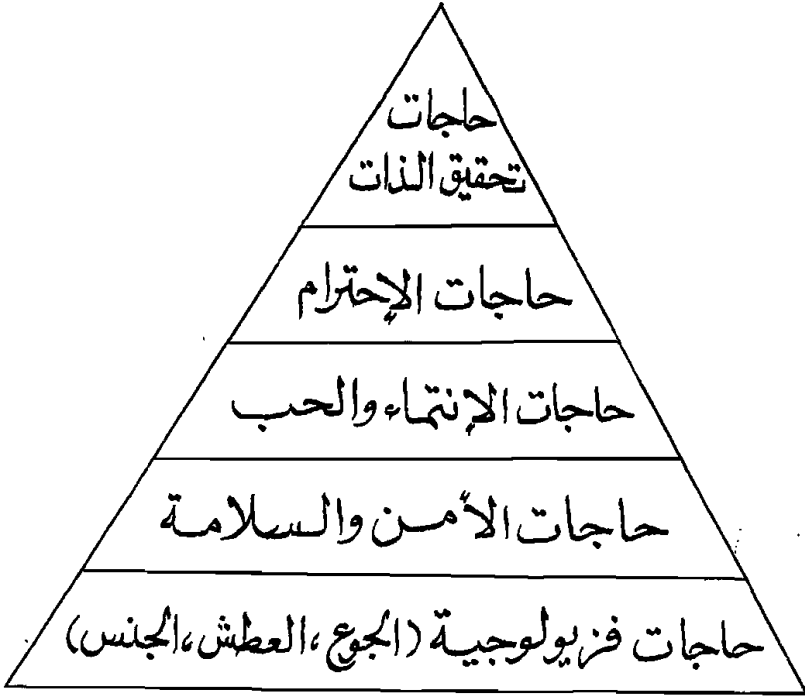 حاجات
تحقيق الذات
حاجات الإحترام
حاجات الإنتماء والحب
حاجات الأمن والسلامة
حاجات فزيولوجية (الجوع، العطش، الجنس)